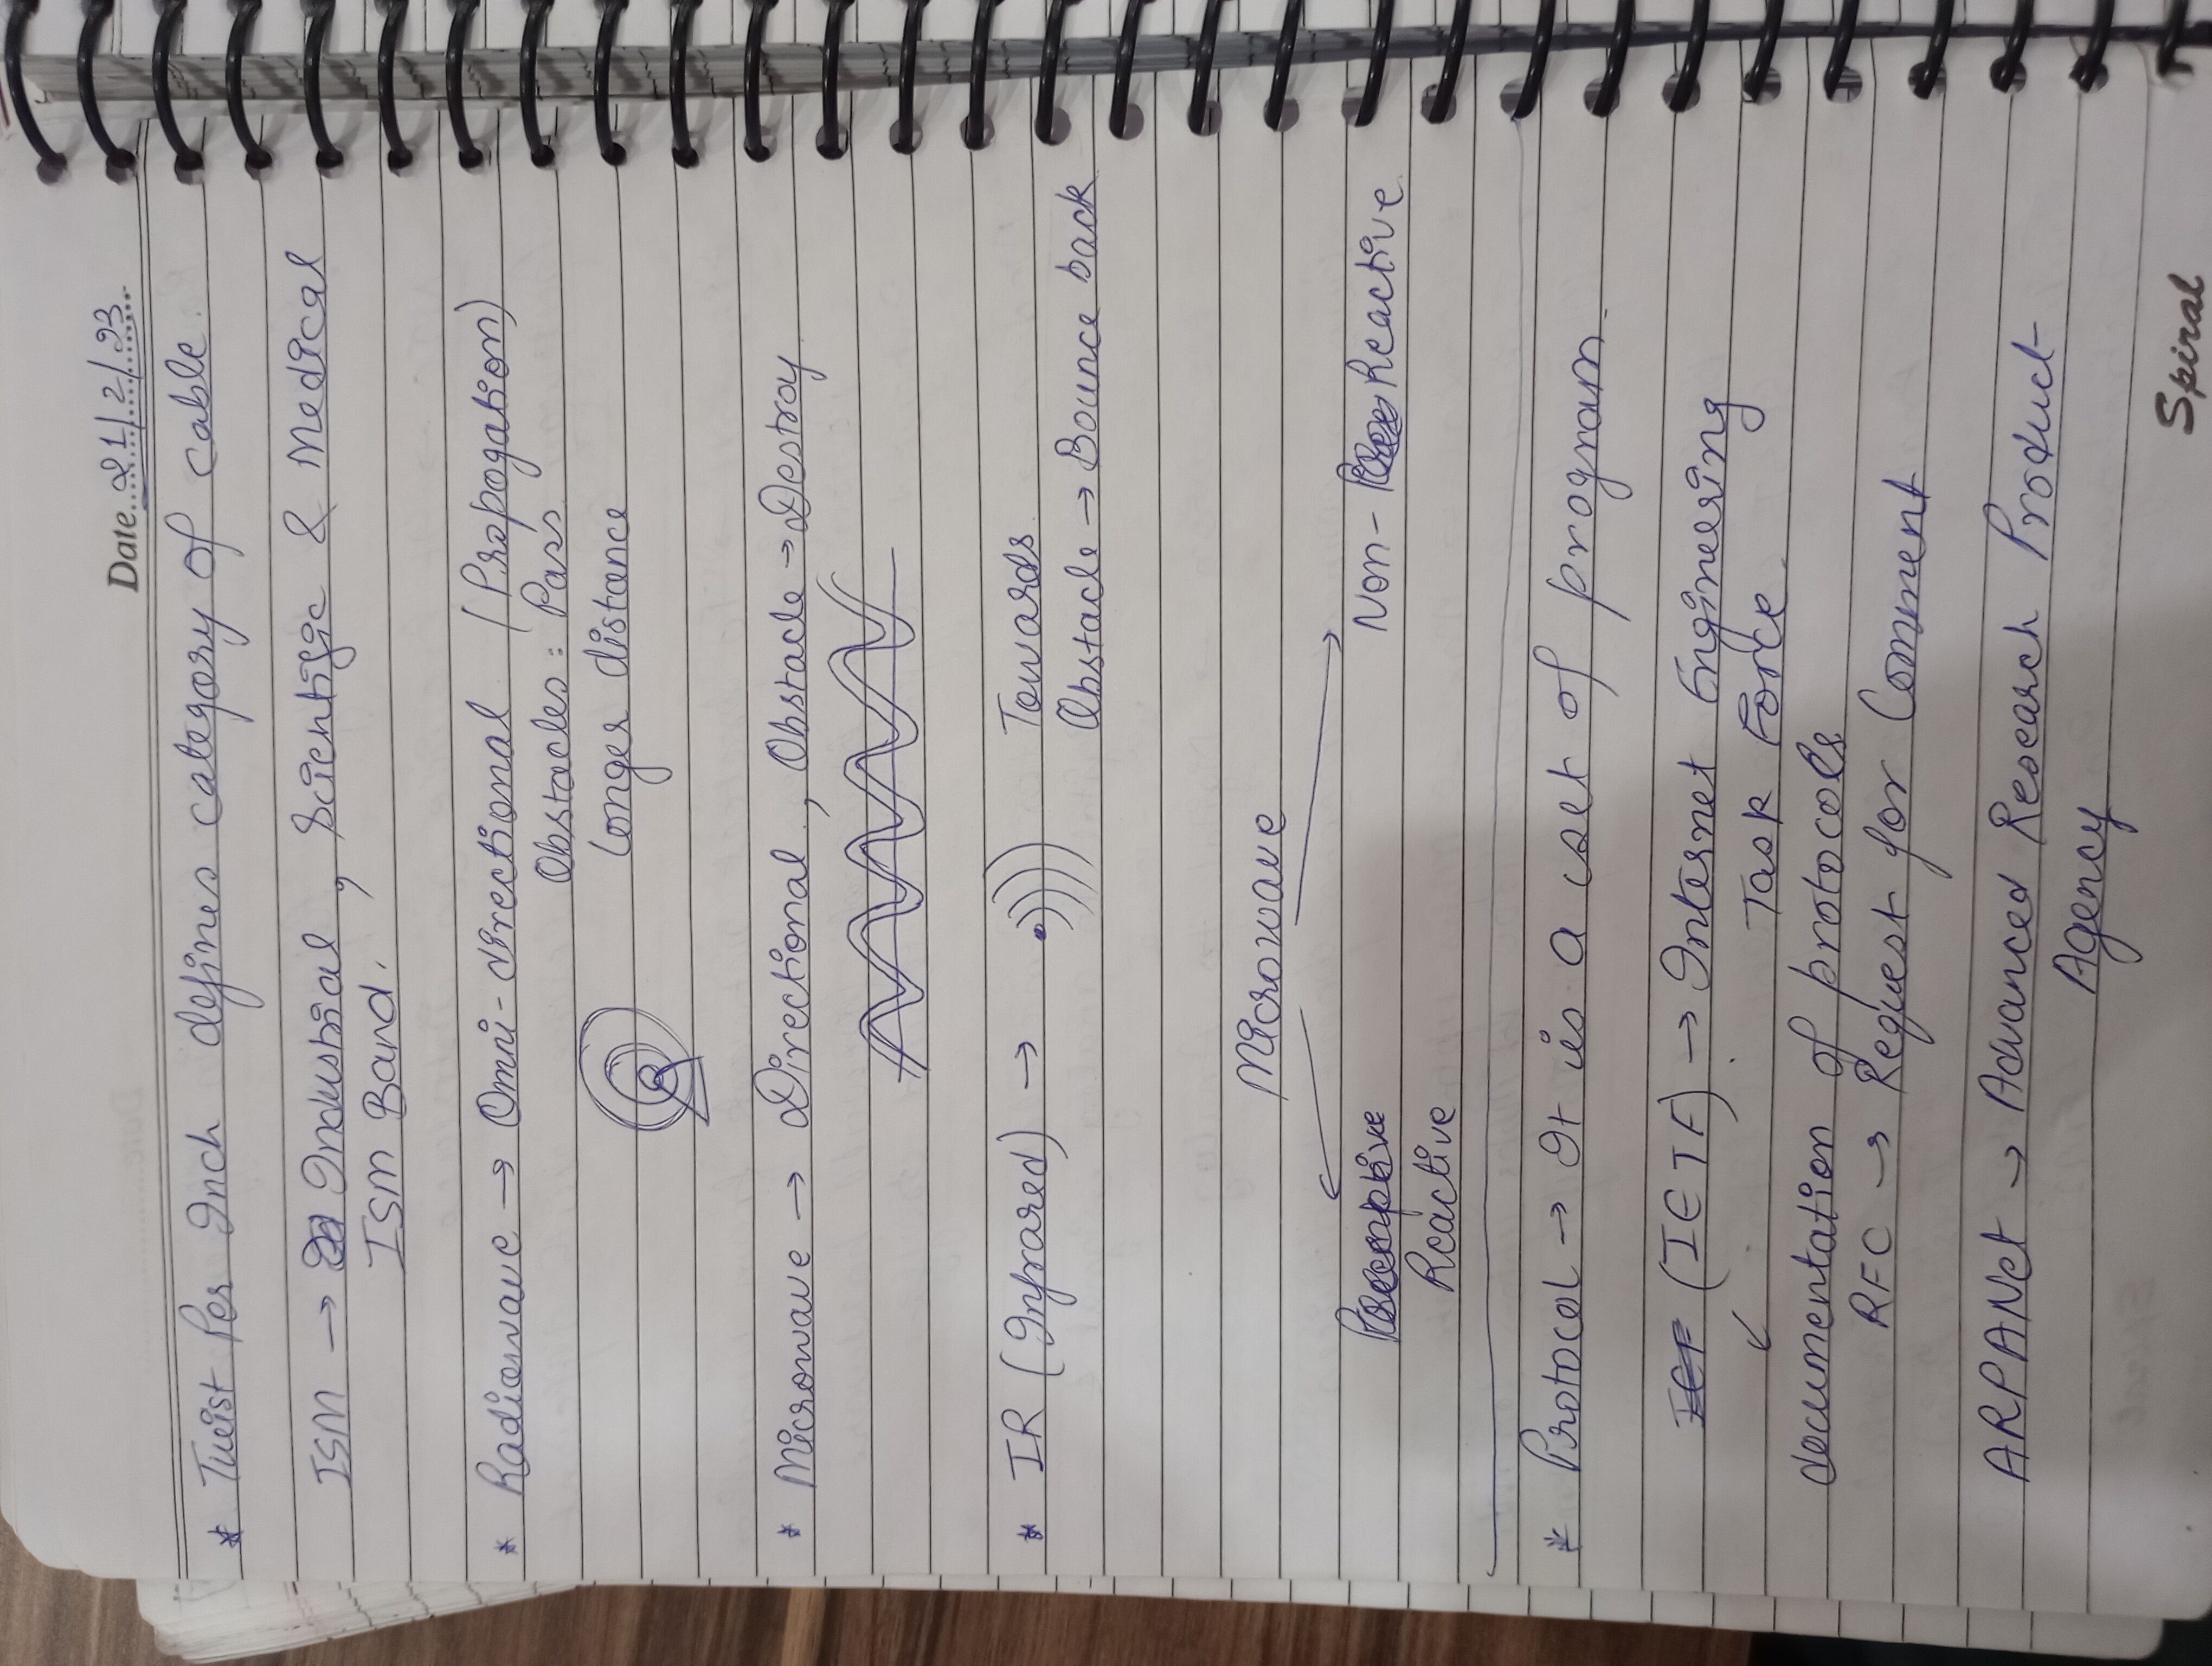 Date 21/2/23
* Twist Per Inch defines category of cable.
ISM → Industrial, Scientific & Medical
ISM Band.
* Radiowave → Omni-directional (Propogation)
Obstacles : Pass
Longer distance
* Microwave → Directional, Obstacle → Destroy
* IR (Infrared) → Towards
Obstacle → Bounce back
Microwave
Preemptive Non- Reactive
Reactive
* Protocol → It is a set of program.
(IETF) → Internet Engineering
Task Force.
documentation of protocols
RFC → Request for Comment
ARPANet → Advanced Research Product
Agency
Spiral